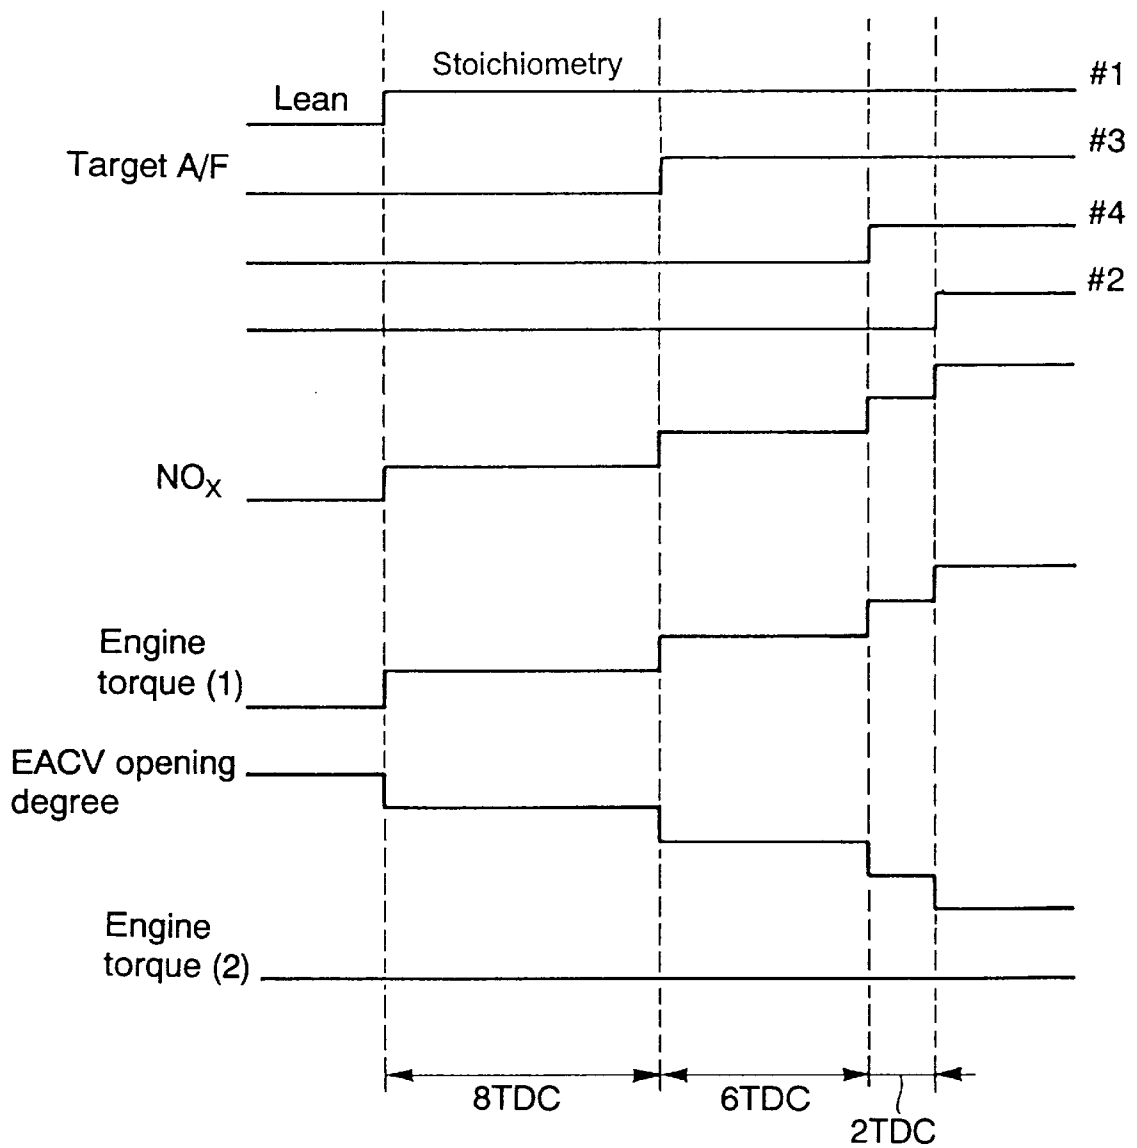 Stoichiometry
#1
Lean
#3
Target A/F
#4
#2
NOX
Engine
torque (1)
EACV opening
degree
Engine
torque (2)
8TDC
6TDC
2TDC